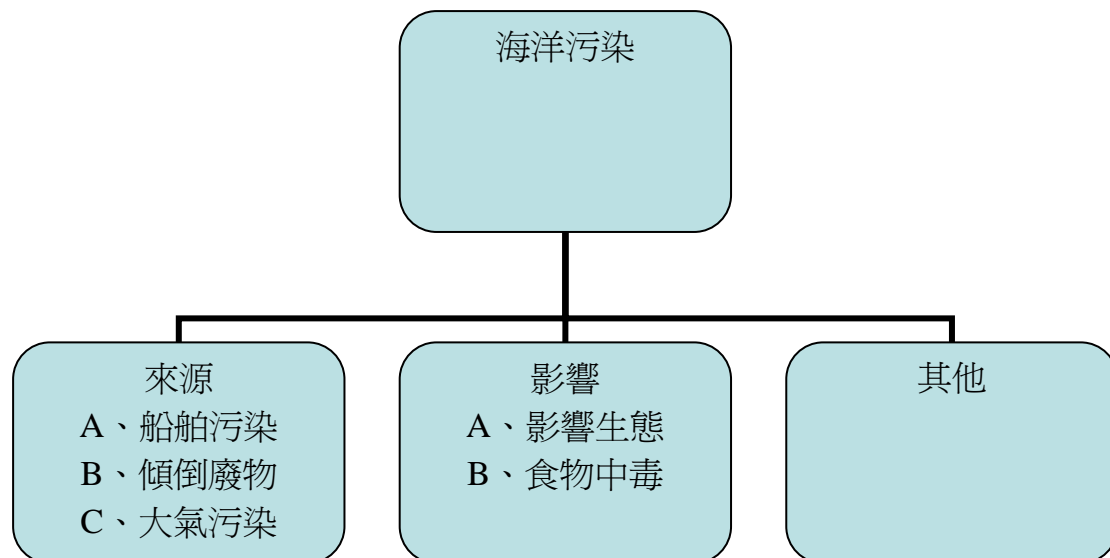 海洋污染
來源
A、船舶污染
B、傾倒廢物
C、大氣污染
影響
A、影響生態
B、食物中毒
其他